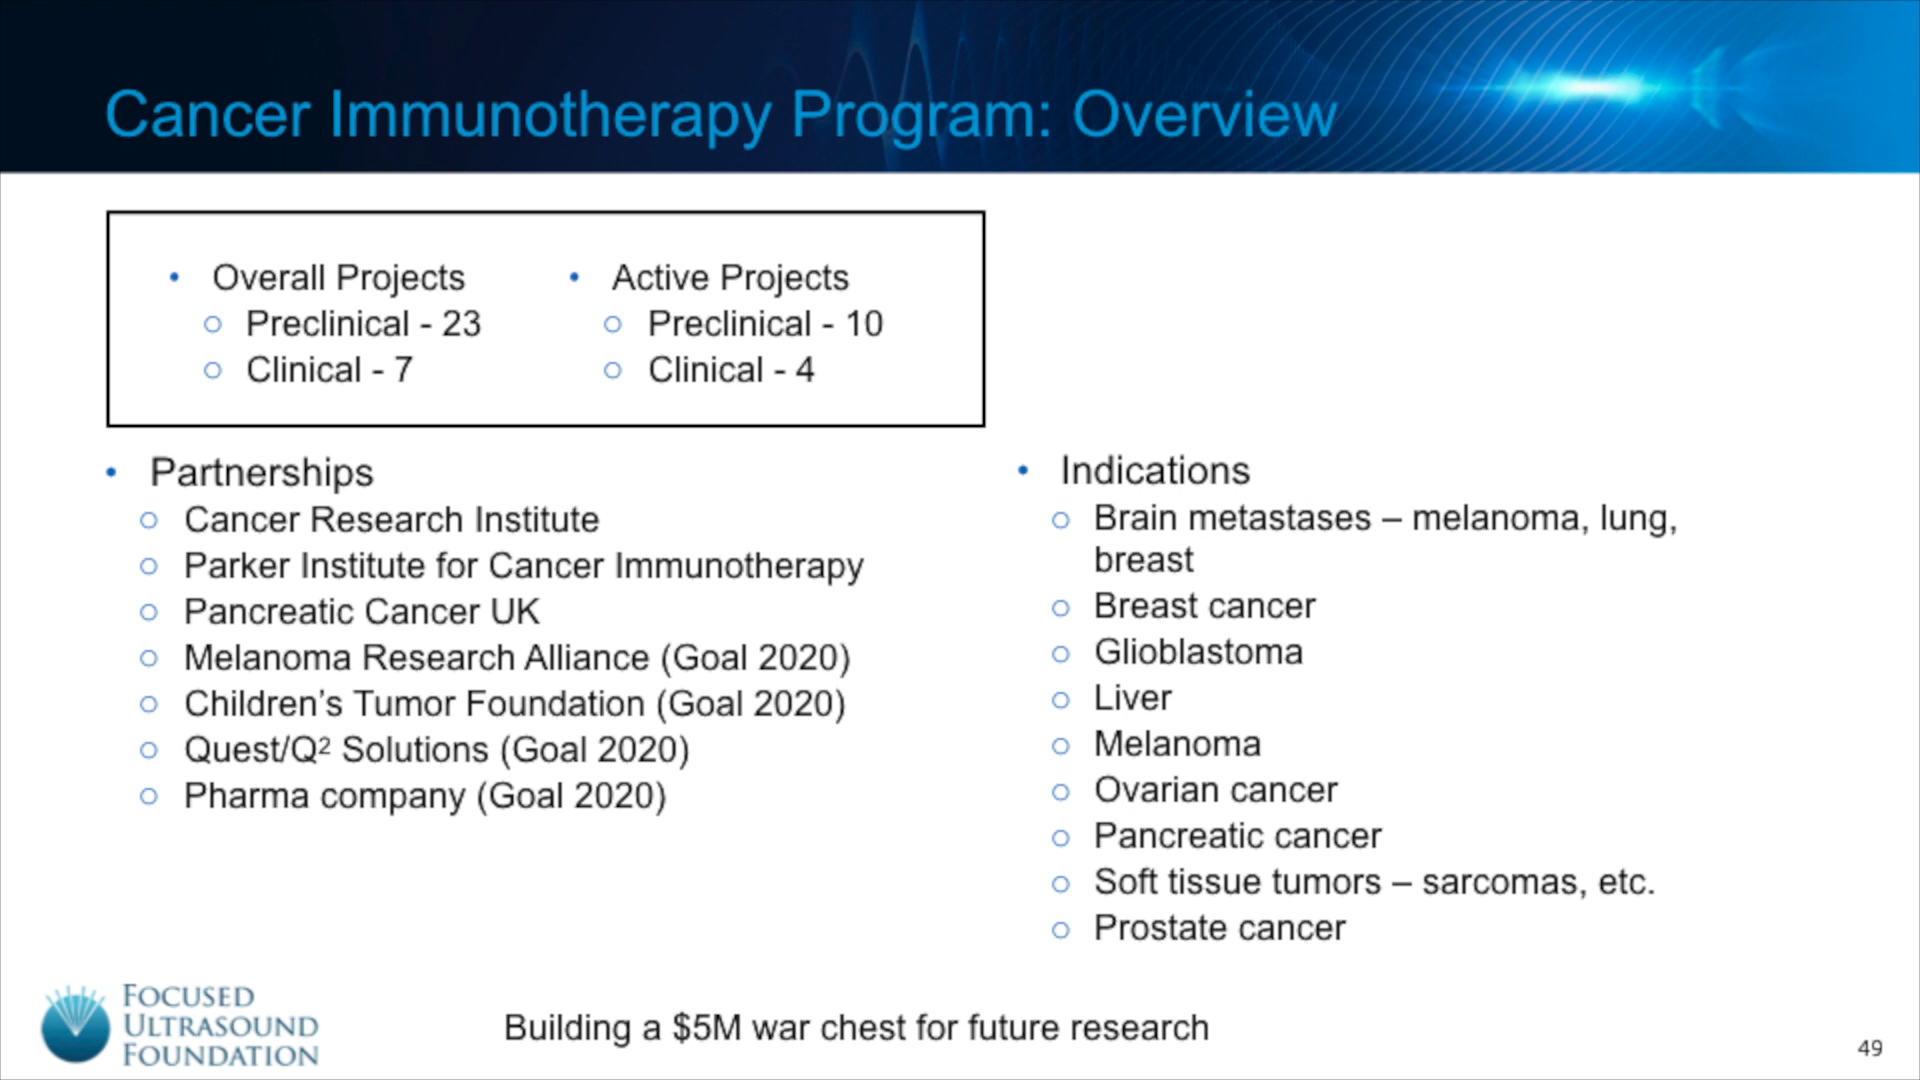 Cancer Immunotherapy Program: Overview
• Overall Projects
○ Preclinical - 23
○ Clinical - 7
• Active Projects
○ Preclinical - 10
○ Clinical - 4
• Partnerships
○ Cancer Research Institute
○ Parker Institute for Cancer Immunotherapy
○ Pancreatic Cancer UK
○ Melanoma Research Alliance (Goal 2020)
○ Children’s Tumor Foundation (Goal 2020)
○ Quest/Q² Solutions (Goal 2020)
○ Pharma company (Goal 2020)
• Indications
○ Brain metastases – melanoma, lung,
breast
○ Breast cancer
○ Glioblastoma
○ Liver
○ Melanoma
○ Ovarian cancer
○ Pancreatic cancer
○ Soft tissue tumors – sarcomas, etc.
○ Prostate cancer
FOCUSED
ULTRASOUND
FOUNDATION
Building a $5M war chest for future research
49